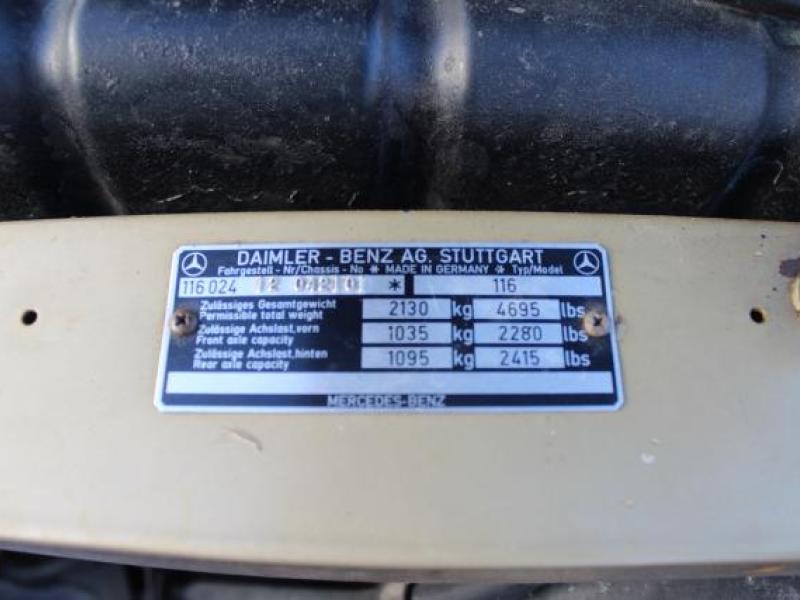 DAIMLER - BENZ AG. STUTTGART
Fahrgestell - Nr/Chassis - No * MADE IN GERMANY * Typ/Model
116 024 * 116
Zulässiges Gesamtgewicht
Permissible total weight 2130 kg 4695 lbs
Zulässige Achslast, vorn
Front axle capacity 1035 kg 2280 lbs
Zulässige Achslast, hinten
Rear axle capacity 1095 kg 2415 lbs
MERCEDES-BENZ